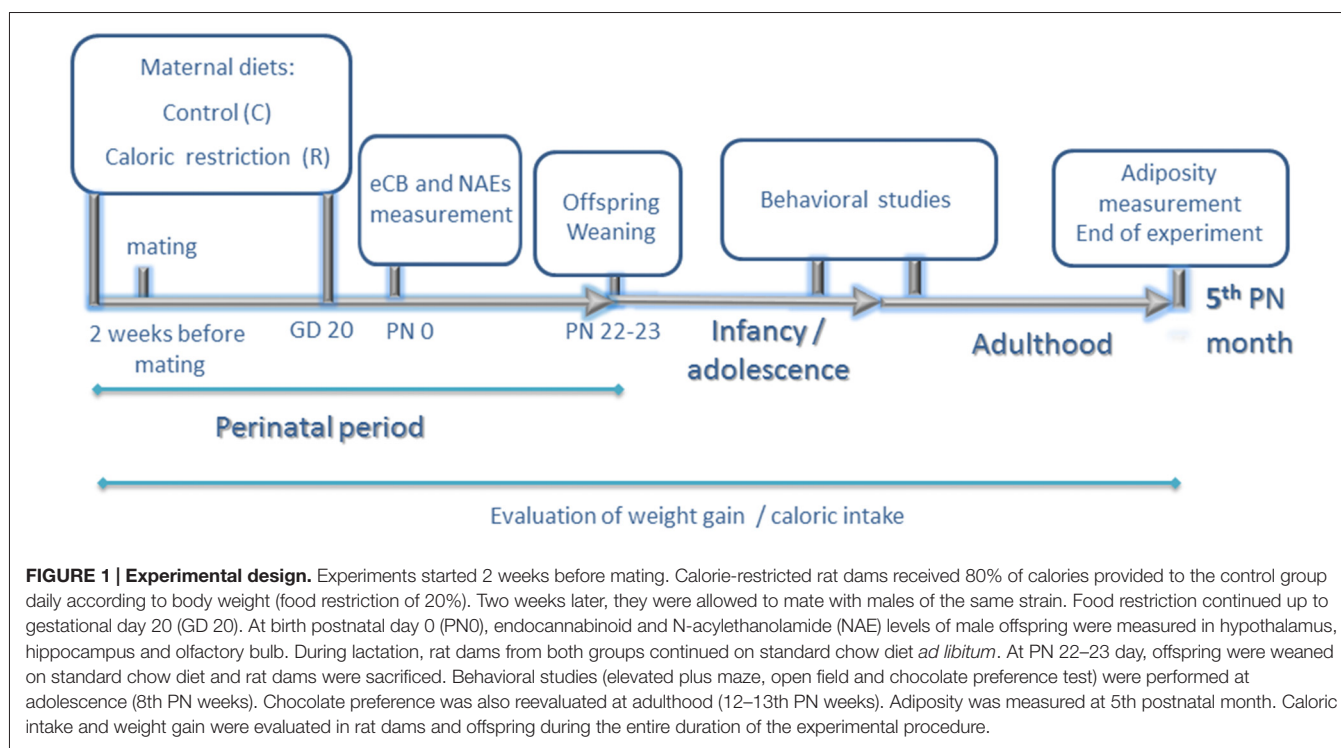 Maternal diets:
Control (C)
Caloric restriction (R)
eCB and NAEs
measurement
Offspring
Weaning
Behavioral studies
Adiposity
measurement
End of experiment
mating
2 weeks before
mating
GD 20
PN 0
PN 22-23
Infancy /
adolescence
Adulthood
5th PN
month
Perinatal period
Evaluation of weight gain / caloric intake
FIGURE 1 | Experimental design. Experiments started 2 weeks before mating. Calorie-restricted rat dams received 80% of calories provided to the control group
daily according to body weight (food restriction of 20%). Two weeks later, they were allowed to mate with males of the same strain. Food restriction continued up to
gestational day 20 (GD 20). At birth postnatal day 0 (PN0), endocannabinoid and N-acylethanolamide (NAE) levels of male offspring were measured in hypothalamus,
hippocampus and olfactory bulb. During lactation, rat dams from both groups continued on standard chow diet ad libitum. At PN 22–23 day, offspring were weaned
on standard chow diet and rat dams were sacrificed. Behavioral studies (elevated plus maze, open field and chocolate preference test) were performed at
adolescence (8th PN weeks). Chocolate preference was also reevaluated at adulthood (12–13th PN weeks). Adiposity was measured at 5th postnatal month. Caloric
intake and weight gain were evaluated in rat dams and offspring during the entire duration of the experimental procedure.